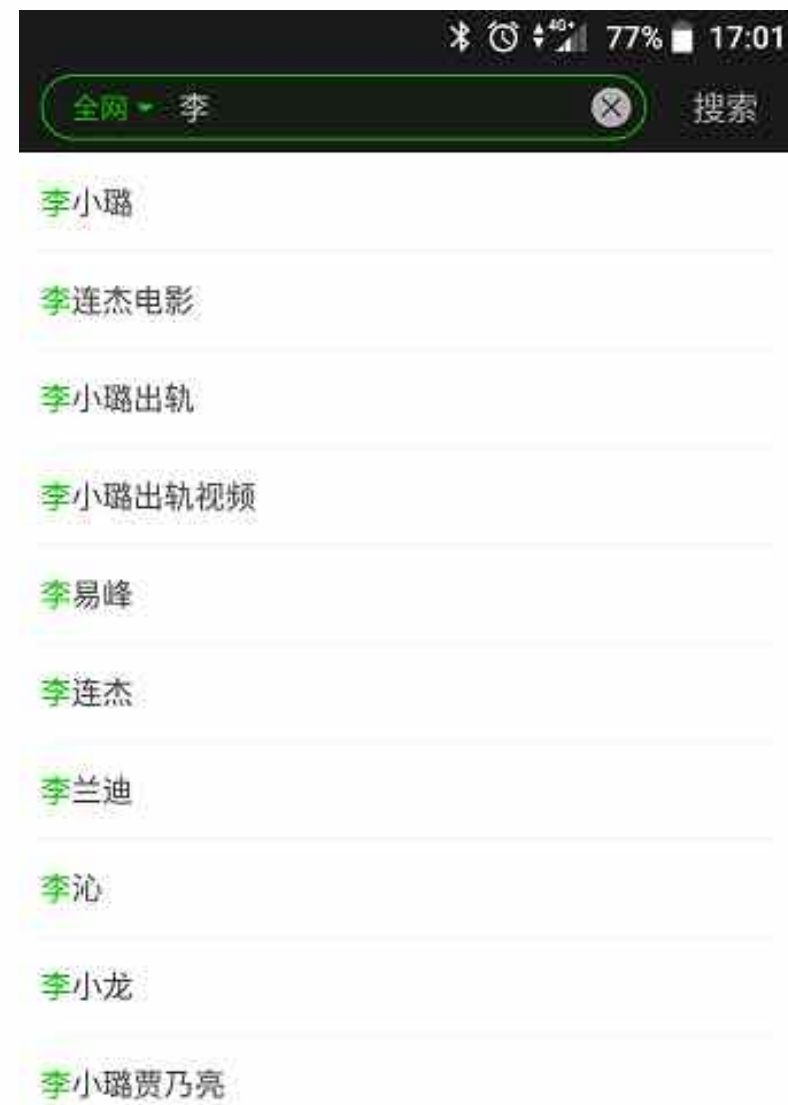 4G+ 77% 17:01
全网 李 搜索
李小璐
李连杰电影
李小璐出轨
李小璐出轨视频
李易峰
李连杰
李兰迪
李沁
李小龙
李小璐贾乃亮